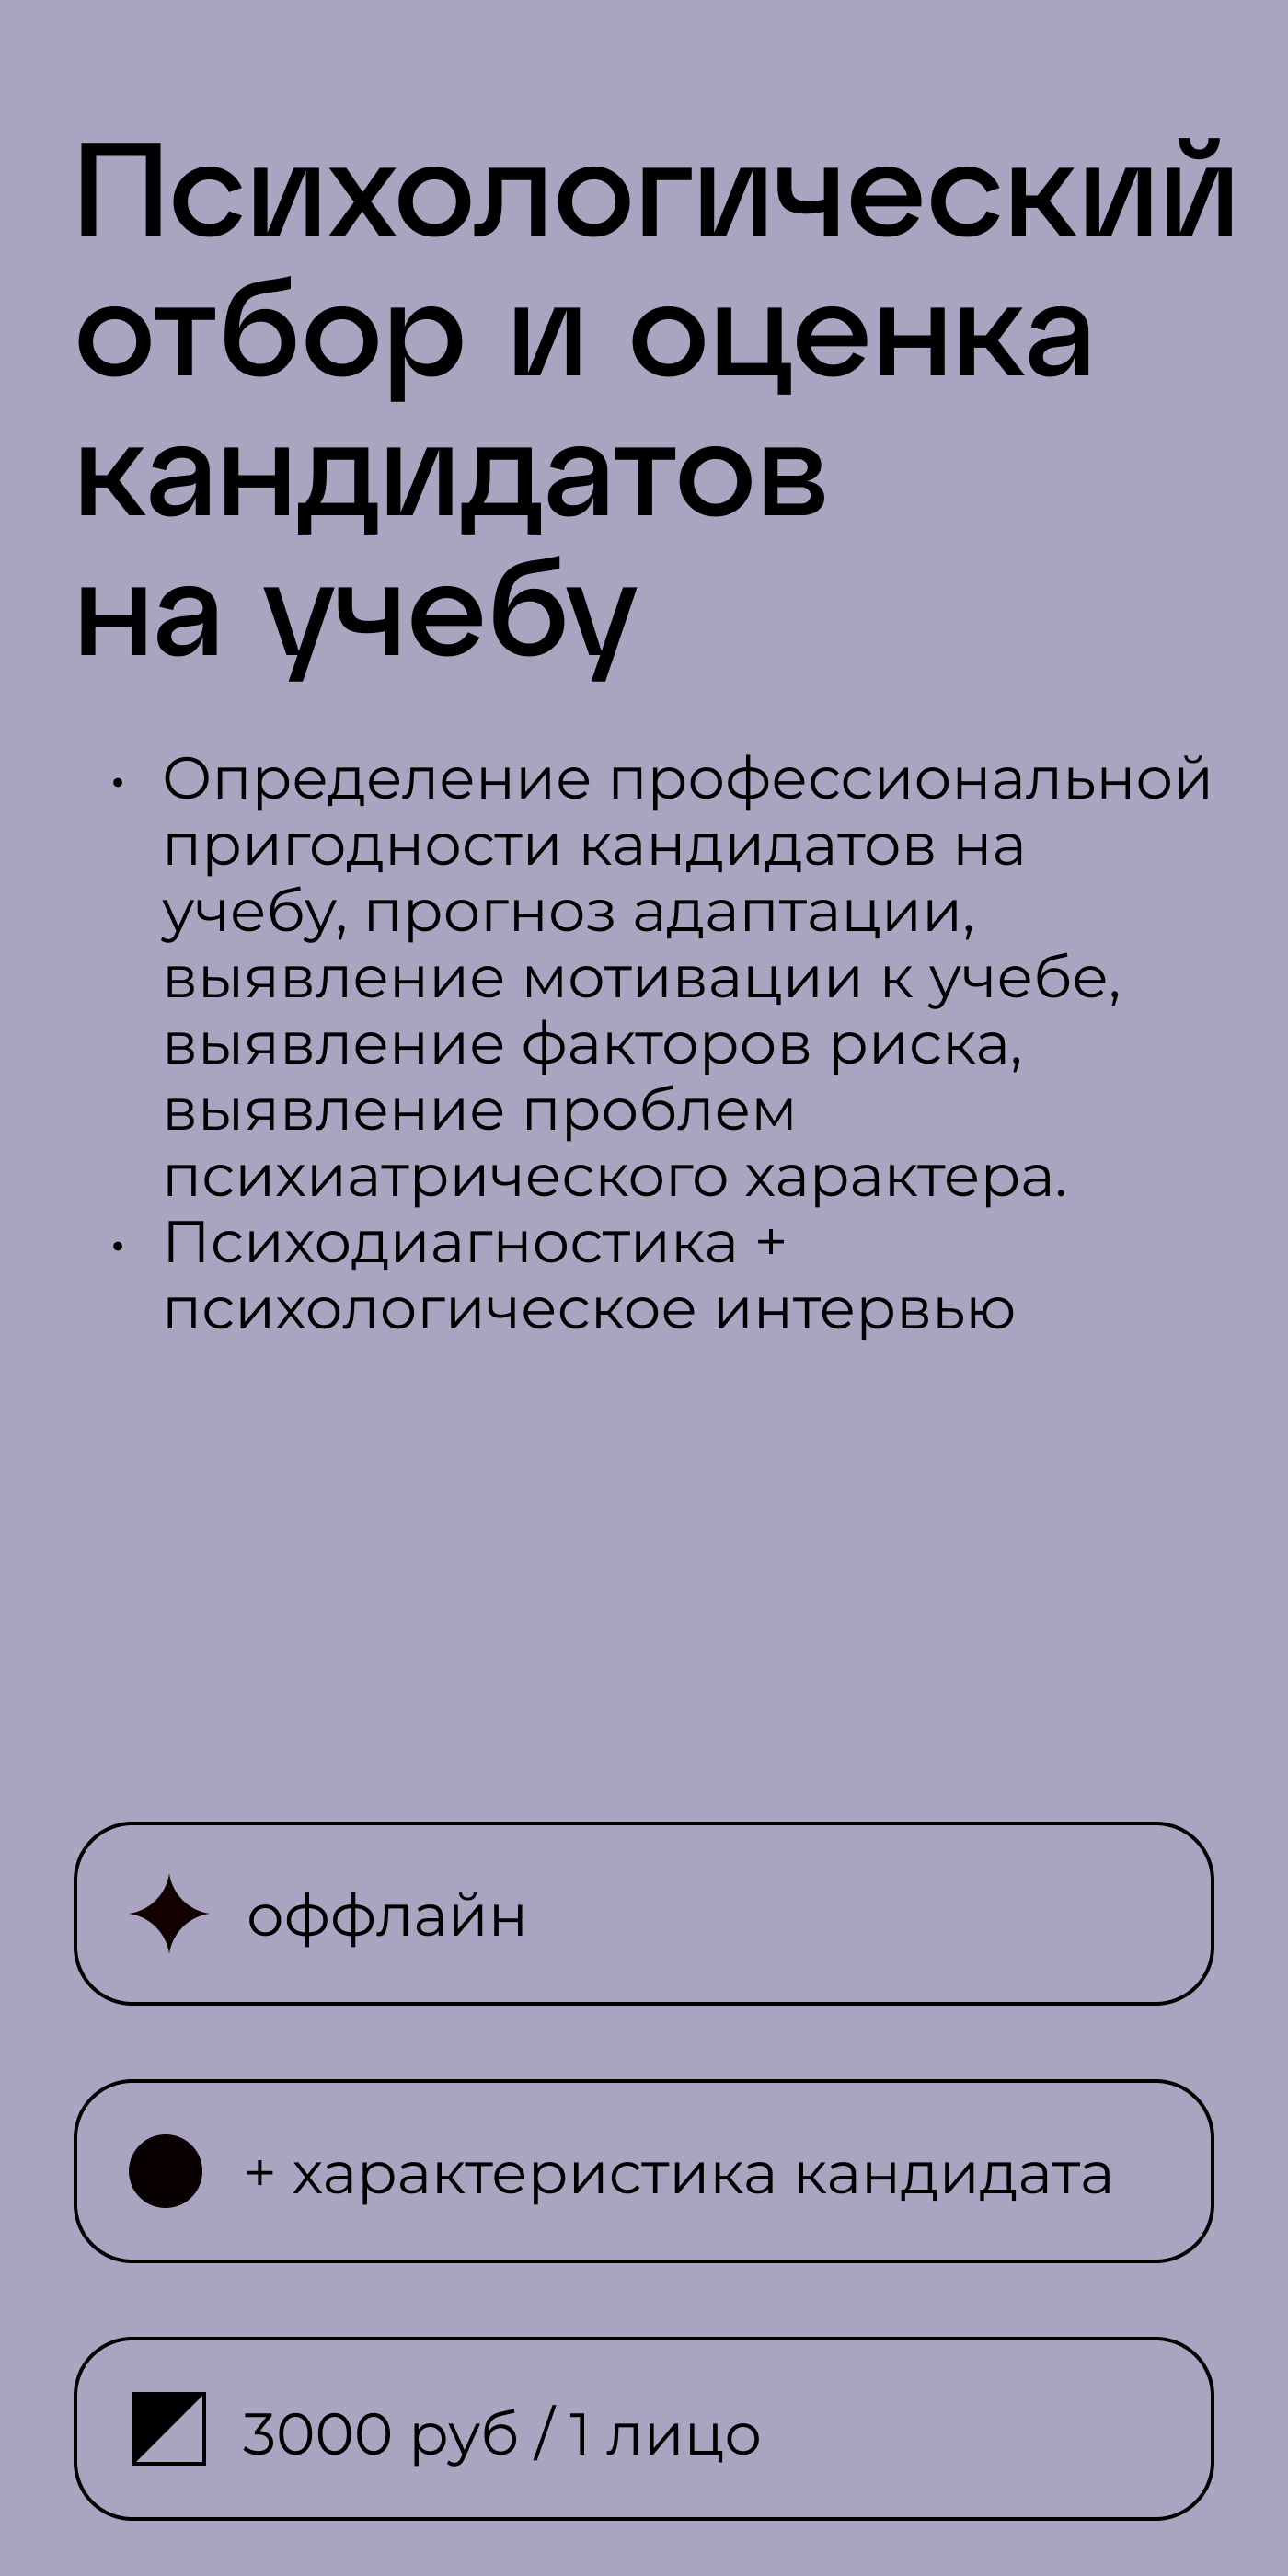 Психологический
отбор и оценка
кандидатов
на учебу
• Определение профессиональной
пригодности кандидатов на
учебу, прогноз адаптации,
выявление мотивации к учебе,
выявление факторов риска,
выявление проблем
психиатрического характера.
• Психодиагностика +
психологическое интервью
оффлайн
+ характеристика кандидата
3000 руб / 1 лицо